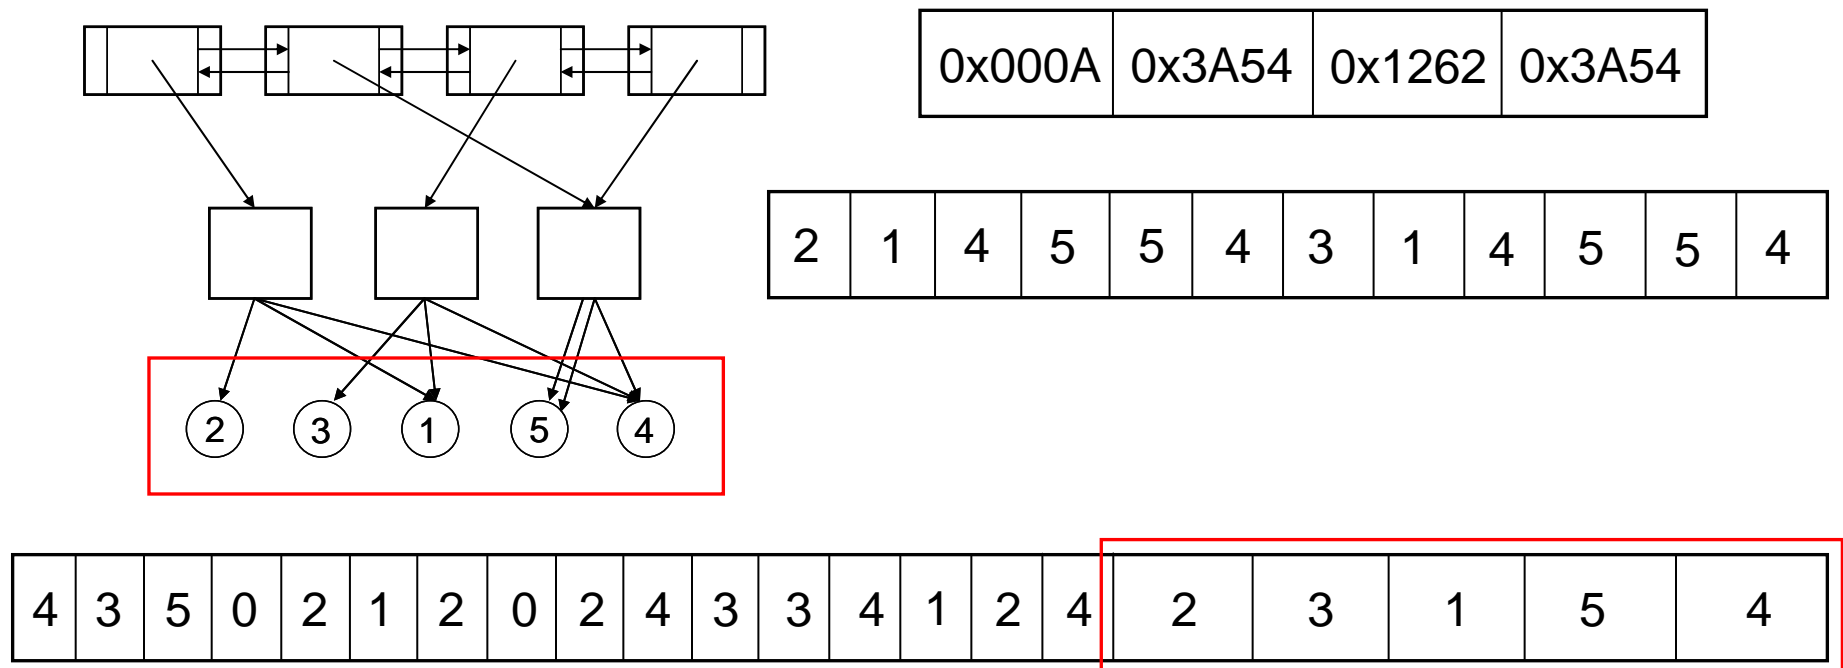 0x000A 0x3A54 0x1262 0x3A54
2 1 4 5 5 4 3 1 4 5 5 4
2 3 1 5 4
4 3 5 0 2 1 2 0 2 4 3 3 4 1 2 4 2 3 1 5 4